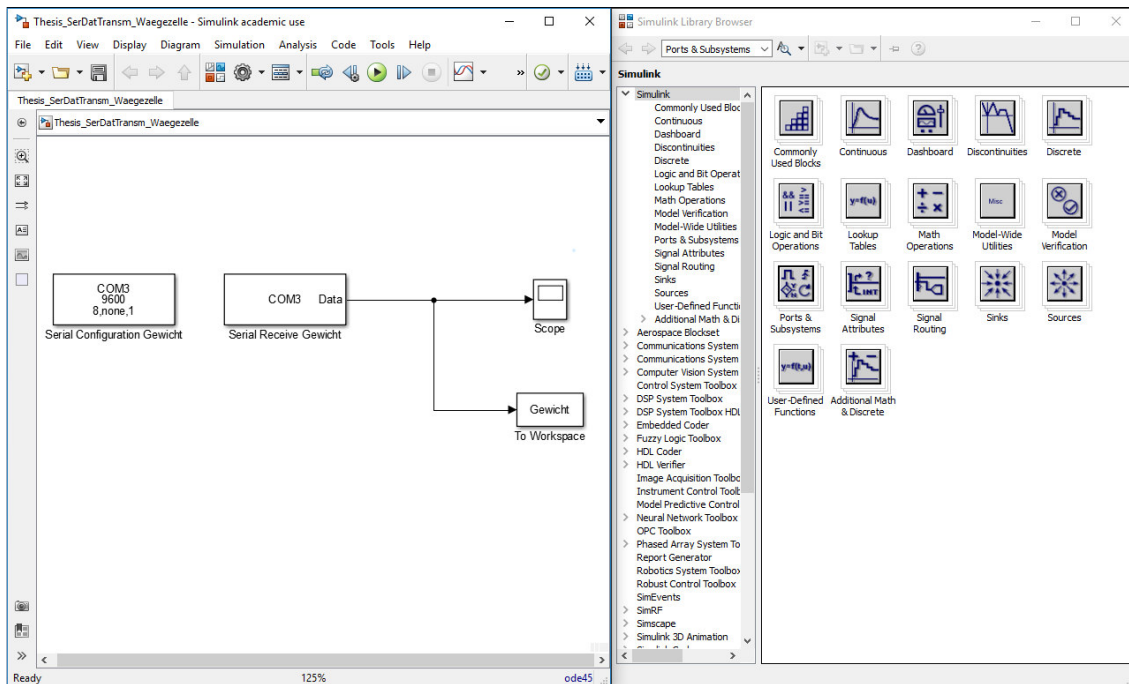 Thesis_SerDatTransm_Waegezelle - Simulink academic use
File Edit View Display Diagram Simulation Analysis Code Tools Help
»
Thesis_SerDatTransm_Waegezelle
Thesis_SerDatTransm_Waegezelle
COM3
9600
8,none,1
Serial Configuration Gewicht
COM3 Data
Serial Receive Gewicht
Scope
Gewicht
To Workspace
Ready 125% ode45
Simulink Library Browser
Ports & Subsystems
Simulink
Simulink
Commonly Used Bloc
Continuous
Dashboard
Discontinuities
Discrete
Logic and Bit Operat
Lookup Tables
Math Operations
Model Verification
Model-Wide Utilities
Ports & Subsystems
Signal Attributes
Signal Routing
Sinks
Sources
User-Defined Functi
Additional Math & Di
Aerospace Blockset
Communications System
Communications System
Computer Vision System
Control System Toolbox
DSP System Toolbox
DSP System Toolbox HDL
Embedded Coder
Fuzzy Logic Toolbox
HDL Coder
HDL Verifier
Image Acquisition Toolbo
Instrument Control Toolb
Model Predictive Control
Neural Network Toolbox
OPC Toolbox
Phased Array System To
Report Generator
Robotics System Toolbox
Robust Control Toolbox
SimEvents
SimRF
Simscape
Simulink 3D Animation
Commonly Used Blocks
Continuous
Dashboard
Discontinuities
Discrete
Logic and Bit Operations
y=f(u)
Lookup Tables
Math Operations
Misc
Model-Wide Utilities
Model Verification
Ports & Subsystems
Signal Attributes
Signal Routing
Sinks
Sources
y=f(t,u)
User-Defined Functions
Additional Math & Discrete